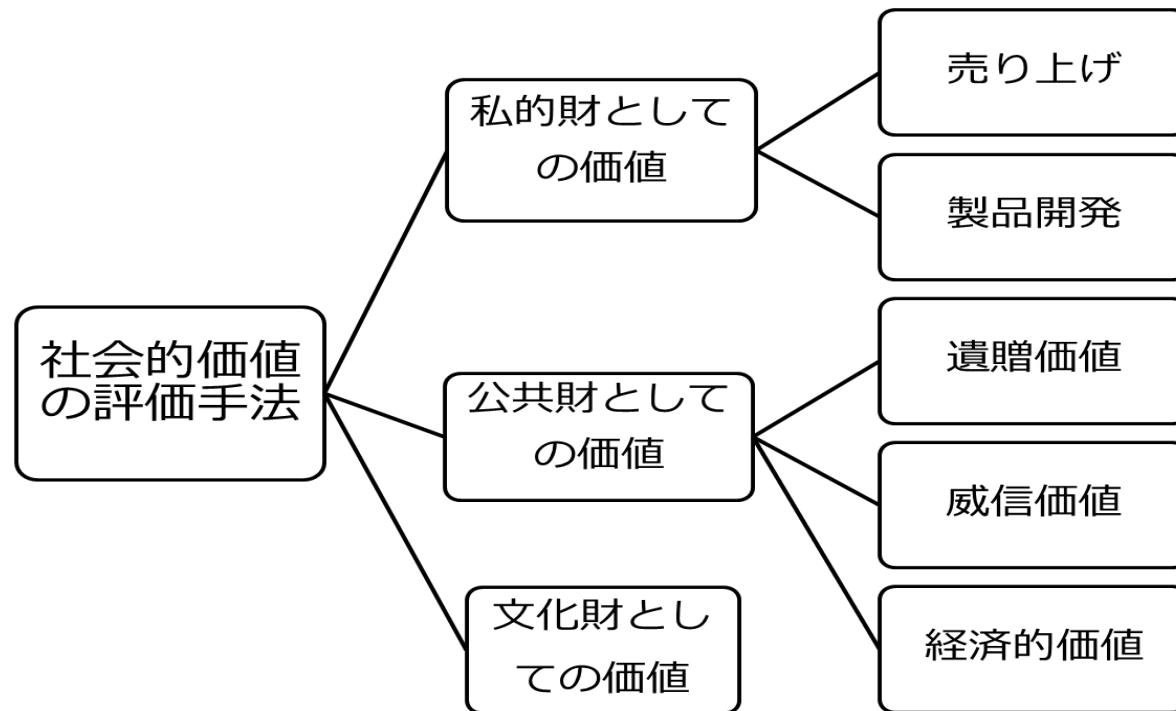 社会的価値
の評価手法
私的財として
の価値
公共財として
の価値
文化財とし
ての価値
売り上げ
製品開発
遺贈価値
威信価値
経済的価値